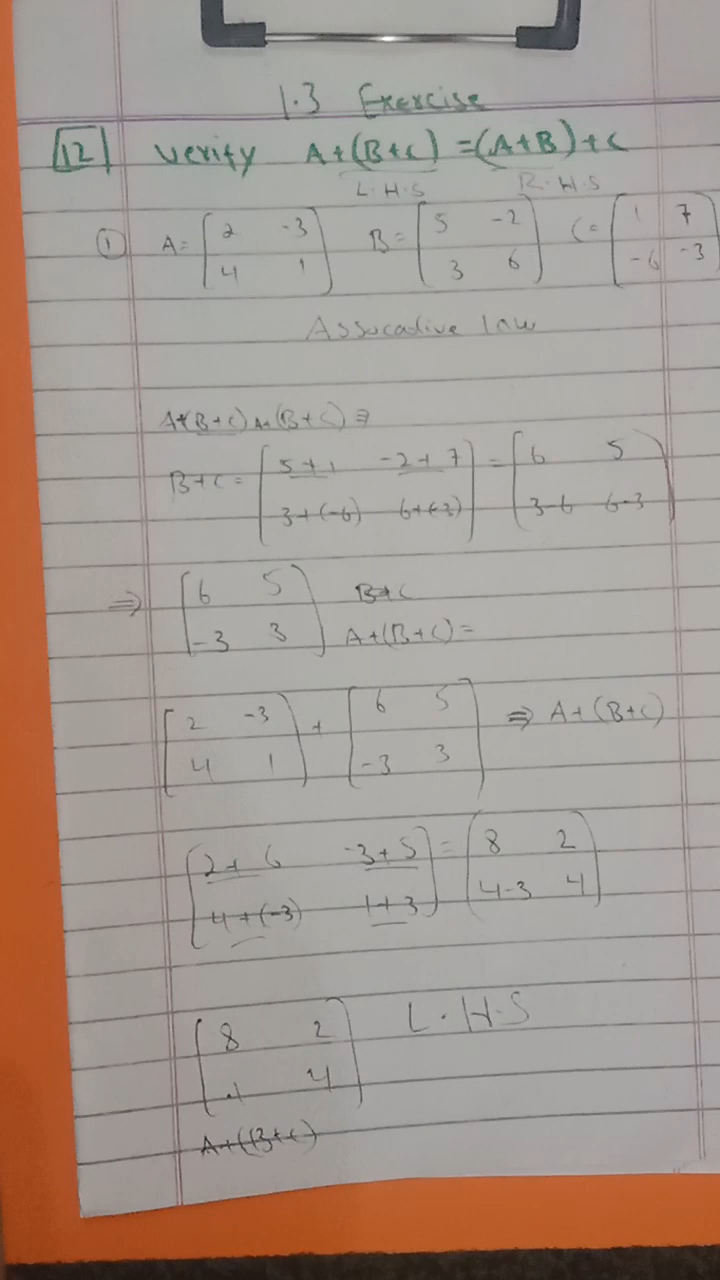 1.3 Exercise
12 verify A+(B+C) = (A+B)+C
L.H.S R.H.S
① A= [2 -3 B= [5 -2 C= [1 7
4 1] 3 6] -6 -3]
Assocadive law
A+(B+C) A+(B+C) ⇒
B+C = [5+1 -2+7 = [6 5
3+(-6) 6+(-3)] 3-6 6-3]
⇒ [6 5 B+C
-3 3] A+(B+C)=
[2 -3 + [6 5 ⇒ A+(B+C)
4 1] -3 3]
[2+6 -3+5 = [8 2
4+(-3) 1+3] 4-3 4]
[8 2 L.H.S
1 4]
A+(B+C)